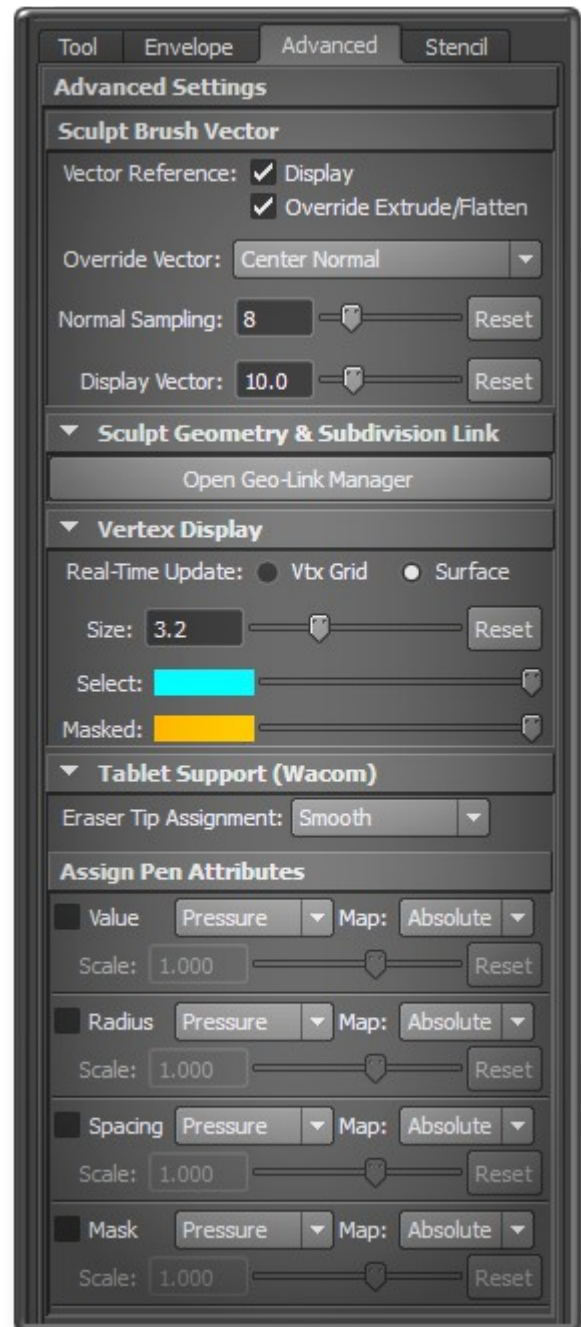 Tool Envelope Advanced Stencil
Advanced Settings
Sculpt Brush Vector
Vector Reference: Display
Override Extrude/Flatten
Override Vector: Center Normal
Normal Sampling: 8 Reset
Display Vector: 10.0 Reset
Sculpt Geometry & Subdivision Link
Open Geo-Link Manager
Vertex Display
Real-Time Update: Vtx Grid Surface
Size: 3.2 Reset
Select:
Masked:
Tablet Support (Wacom)
Eraser Tip Assignment: Smooth
Assign Pen Attributes
Value Pressure Map: Absolute
Scale: 1.000 Reset
Radius Pressure Map: Absolute
Scale: 1.000 Reset
Spacing Pressure Map: Absolute
Scale: 1.000 Reset
Mask Pressure Map: Absolute
Scale: 1.000 Reset